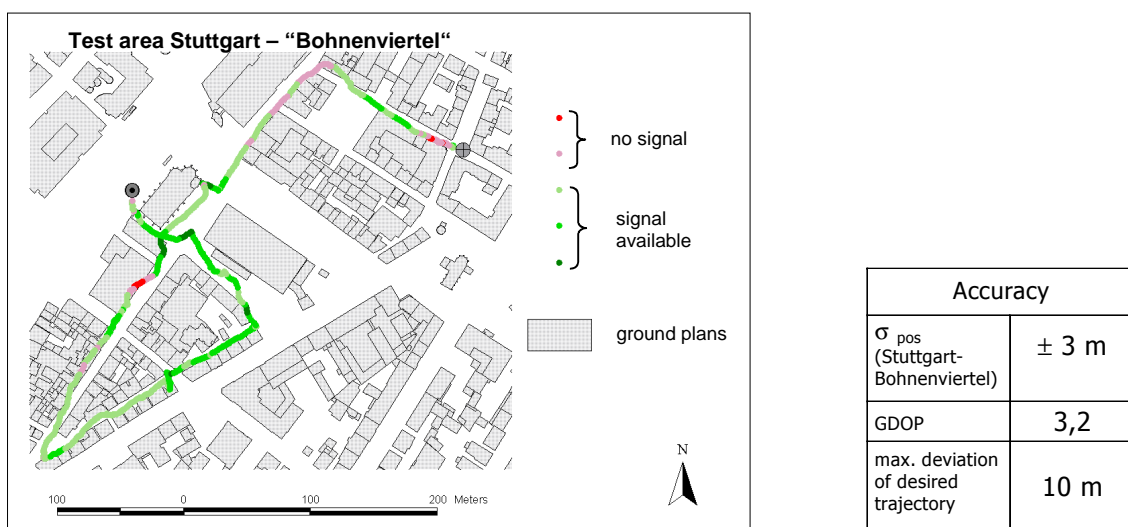 Test area Stuttgart – “Bohnenviertel“
no signal
signal
available
ground plans
N
100 0 100 200 Meters
Accuracy
σ pos
(Stuttgart-
Bohnenviertel)
± 3 m
GDOP
3,2
max. deviation
of desired
trajectory
10 m